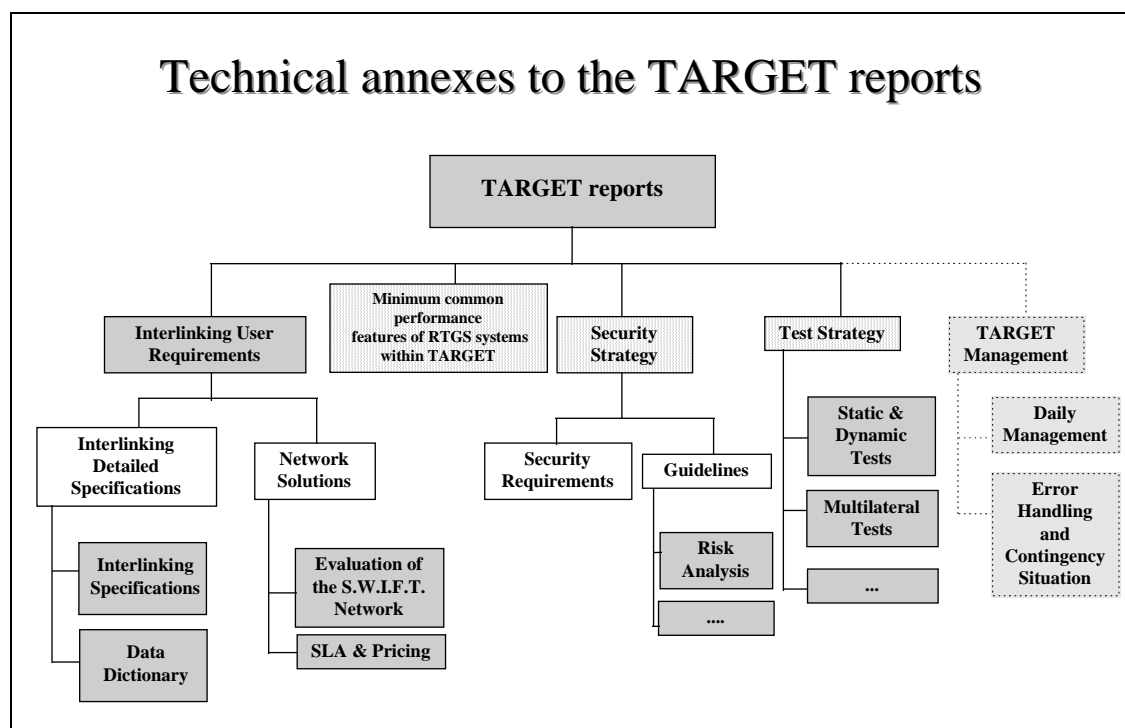 Technical annexes to the TARGET reports
TARGET reports
Interlinking User
Requirements
Minimum common
performance
features of RTGS systems
within TARGET
Security
Strategy
Test Strategy
TARGET
Management
Interlinking
Detailed
Specifications
Network
Solutions
Security
Requirements
Guidelines
Static &
Dynamic
Tests
Daily
Management
Multilateral
Tests
Error
Handling
and
Contingency
Situation
Interlinking
Specifications
Evaluation of
the S.W.I.F.T.
Network
Risk
Analysis
...
....
Data
Dictionary
SLA & Pricing